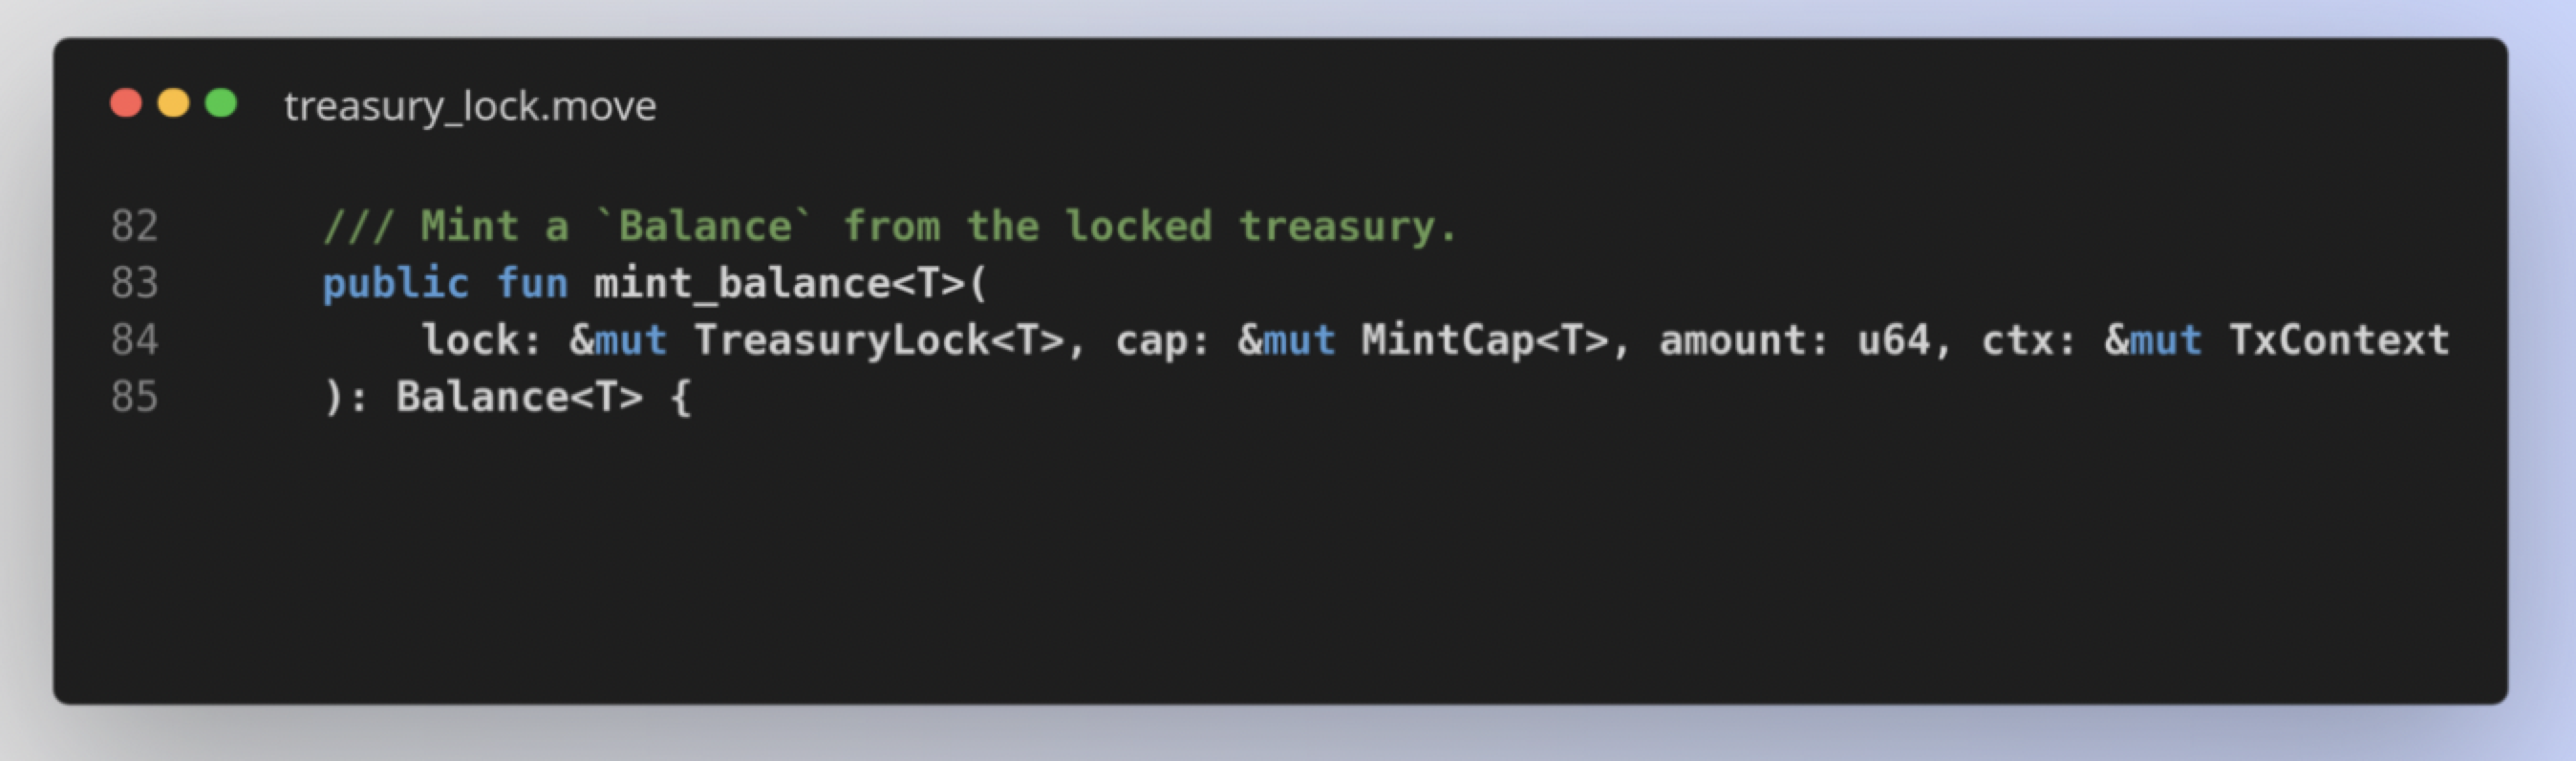 treasury_lock.move
82 /// Mint a `Balance` from the locked treasury.
83 public fun mint_balance<T>(
84 lock: &mut TreasuryLock<T>, cap: &mut MintCap<T>, amount: u64, ctx: &mut TxContext
85 ): Balance<T> {